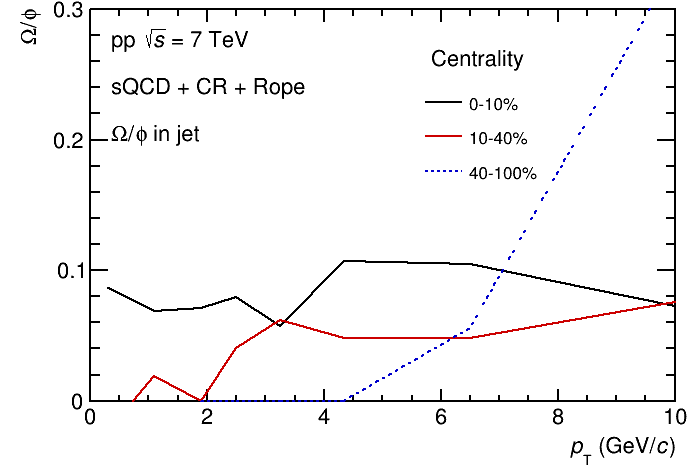 Ω/ϕ
0.3
0.2
0.1
0
0 2 4 6 8 10
p_T (GeV/c)
pp √s = 7 TeV
sQCD + CR + Rope
Ω/ϕ in jet
Centrality
0-10%
10-40%
40-100%